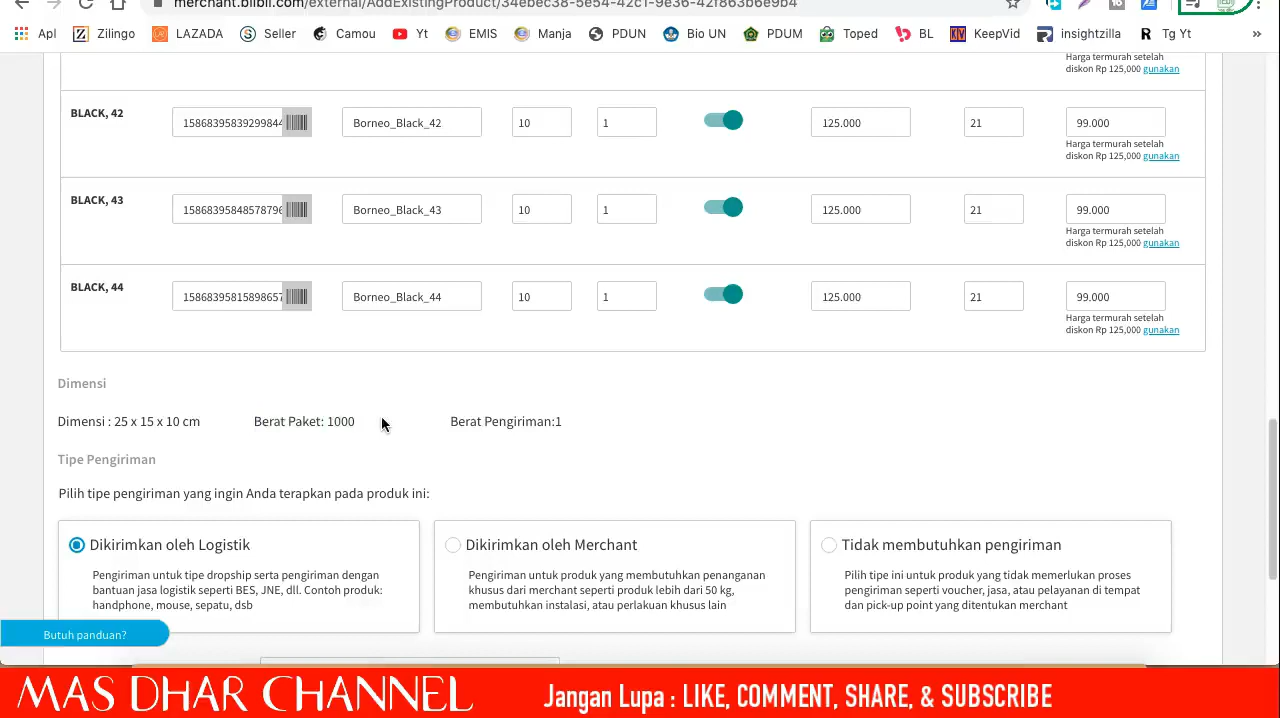 merchant.blibli.com/external/AddExistingProduct/34ebec38-5e54-42c1-9e36-42f863b6e9b4
Apl Zilingo LAZADA Seller Camou Yt EMIS Manja PDUN Bio UN PDUM Toped BL KeepVid insightzilla Tg Yt »
Harga termurah setelah
diskon Rp 125,000 gunakan
BLACK, 42 1586839583929984 Borneo_Black_42 10 1 125.000 21 99.000
Harga termurah setelah
diskon Rp 125,000 gunakan
BLACK, 43 1586839584857879 Borneo_Black_43 10 1 125.000 21 99.000
Harga termurah setelah
diskon Rp 125,000 gunakan
BLACK, 44 1586839581589865 Borneo_Black_44 10 1 125.000 21 99.000
Harga termurah setelah
diskon Rp 125,000 gunakan
Dimensi
Dimensi : 25 x 15 x 10 cm Berat Paket: 1000 Berat Pengiriman:1
Tipe Pengiriman
Pilih tipe pengiriman yang ingin Anda terapkan pada produk ini:
Dikirimkan oleh Logistik
Pengiriman untuk tipe dropship serta pengiriman dengan
bantuan jasa logistik seperti BES, JNE, dll. Contoh produk:
handphone, mouse, sepatu, dsb
Dikirimkan oleh Merchant
Pengiriman untuk produk yang membutuhkan penanganan
khusus dari merchant seperti produk lebih dari 50 kg,
membutuhkan instalasi, atau perlakuan khusus lain
Tidak membutuhkan pengiriman
Pilih tipe ini untuk produk yang tidak memerlukan proses
pengiriman seperti voucher, jasa, atau pelayanan di tempat
dan pick-up point yang ditentukan merchant
Butuh panduan?
MAS DHAR CHANNEL
Jangan Lupa : LIKE, COMMENT, SHARE, & SUBSCRIBE